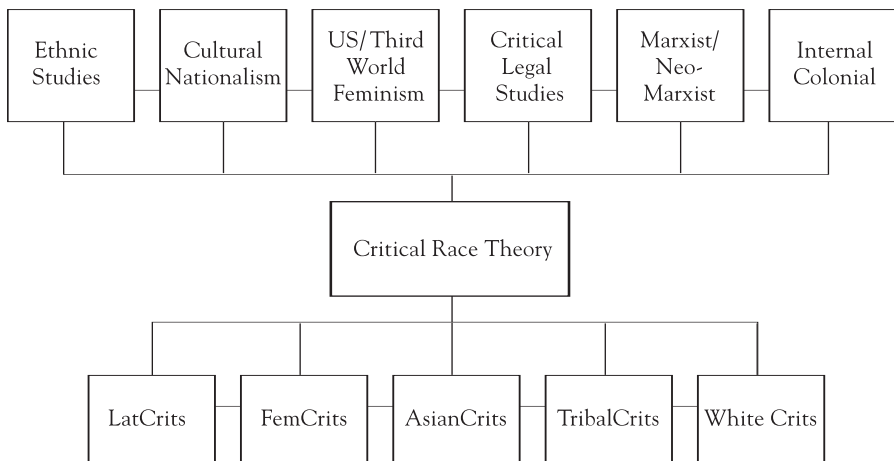 Ethnic
Studies
Cultural
Nationalism
US/Third
World
Feminism
Critical
Legal
Studies
Marxist/
Neo-
Marxist
Internal
Colonial
Critical Race Theory
LatCrits
FemCrits
AsianCrits
TribalCrits
White Crits